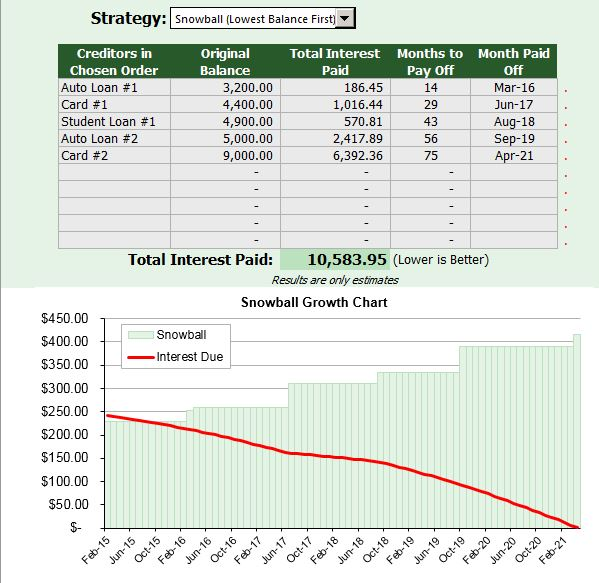 Strategy: Snowball (Lowest Balance First)
Creditors in Chosen Order Original Balance Total Interest Paid Months to Pay Off Month Paid Off
Auto Loan #1 3,200.00 186.45 14 Mar-16 .
Card #1 4,400.00 1,016.44 29 Jun-17 .
Student Loan #1 4,900.00 570.81 43 Aug-18 .
Auto Loan #2 5,000.00 2,417.89 56 Sep-19 .
Card #2 9,000.00 6,392.36 75 Apr-21 .
- - - .
- - - .
- - - .
- - - .
- - - .
Total Interest Paid: 10,583.95 (Lower is Better)
Results are only estimates
Snowball Growth Chart
$450.00
$400.00
$350.00
$300.00
$250.00
$200.00
$150.00
$100.00
$50.00
$-
Snowball
Interest Due
Feb-15 Jun-15 Oct-15 Feb-16 Jun-16 Oct-16 Feb-17 Jun-17 Oct-17 Feb-18 Jun-18 Oct-18 Feb-19 Jun-19 Oct-19 Feb-20 Jun-20 Oct-20 Feb-21